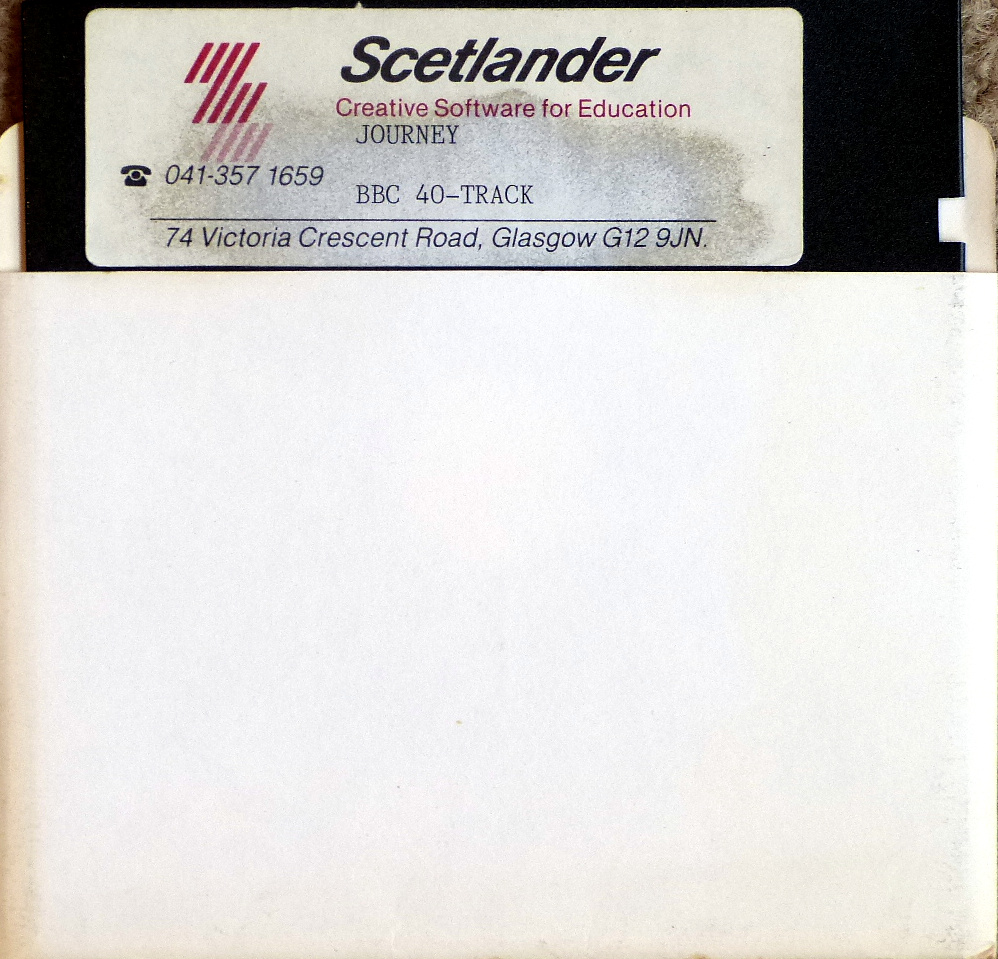 Scetlander
Creative Software for Education
JOURNEY
041-357 1659
BBC 40-TRACK
74 Victoria Crescent Road, Glasgow G12 9JN.